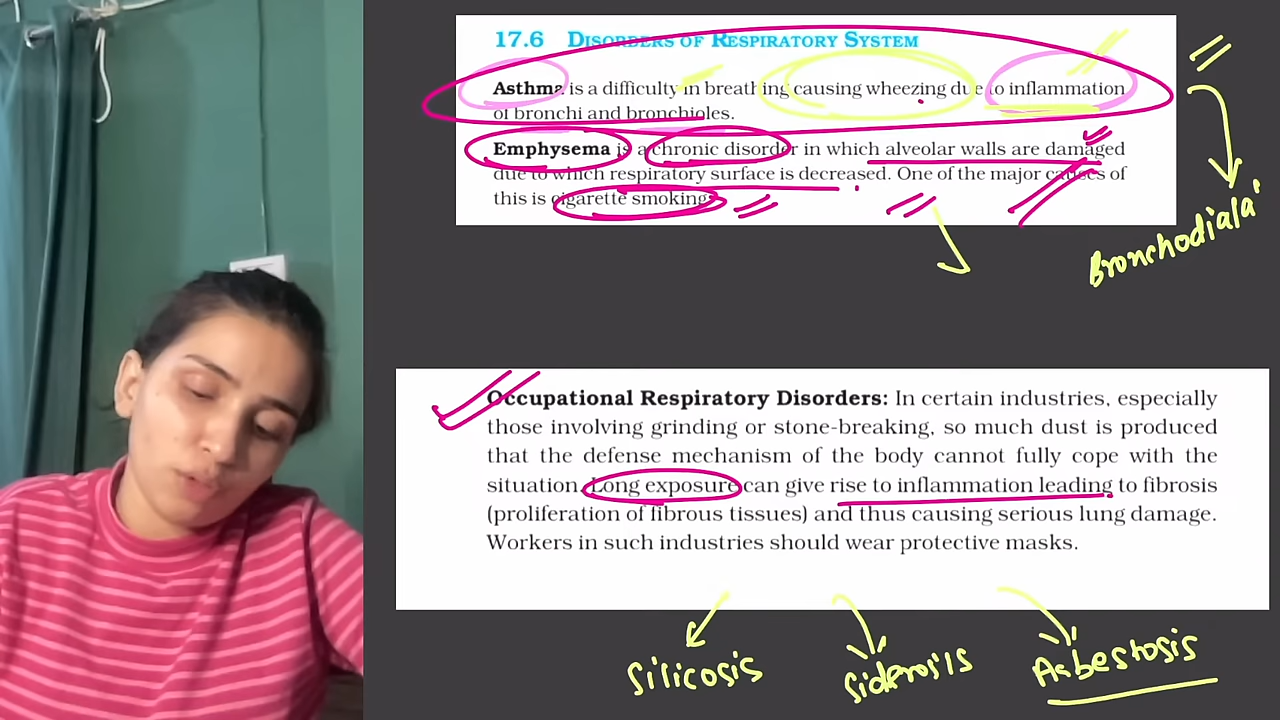 17.6 DISORDERS OF RESPIRATORY SYSTEM
Asthma is a difficulty in breathing causing wheezing due to inflammation
of bronchi and bronchioles.
Emphysema is a chronic disorder in which alveolar walls are damaged
due to which respiratory surface is decreased. One of the major causes of
this is cigarette smoking.
Bronchodiala
Occupational Respiratory Disorders: In certain industries, especially
those involving grinding or stone-breaking, so much dust is produced
that the defense mechanism of the body cannot fully cope with the
situation. Long exposure can give rise to inflammation leading to fibrosis
(proliferation of fibrous tissues) and thus causing serious lung damage.
Workers in such industries should wear protective masks.
Silicosis Siderosis Asbestosis